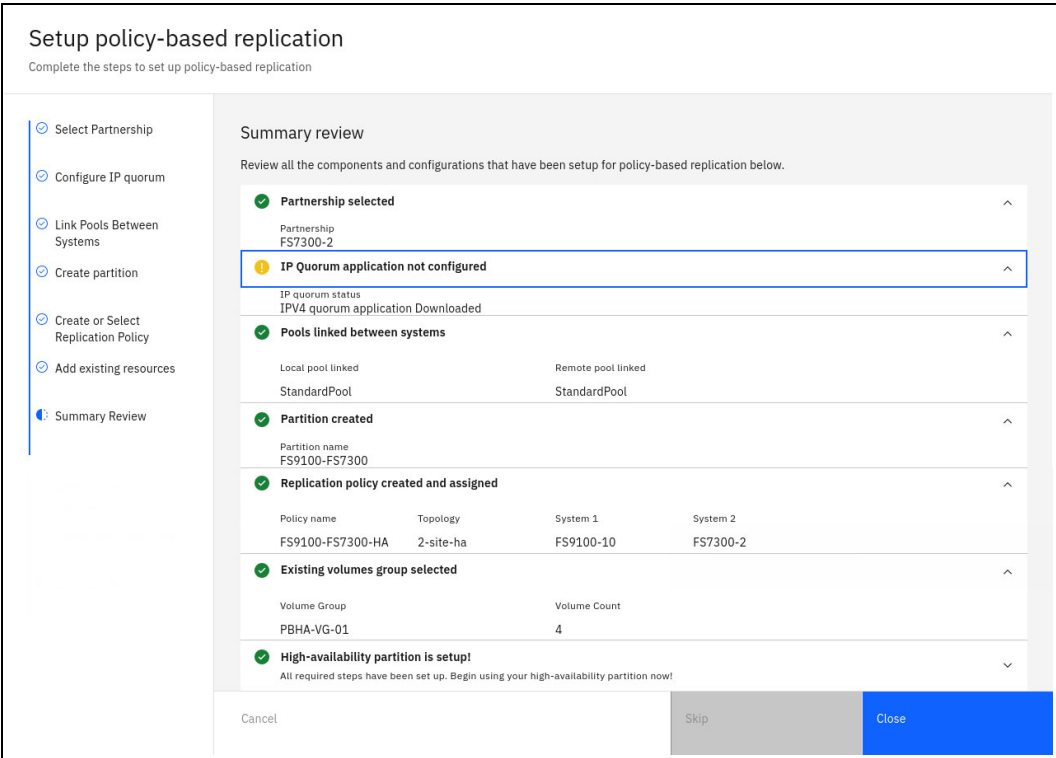 Setup policy-based replication
Complete the steps to set up policy-based replication
Select Partnership
Configure IP quorum
Link Pools Between
Systems
Create partition
Create or Select
Replication Policy
Add existing resources
Summary Review
Summary review
Review all the components and configurations that have been setup for policy-based replication below.
Partnership selected
Partnership
FS7300-2
IP Quorum application not configured
IP quorum status
IPV4 quorum application Downloaded
Pools linked between systems
Local pool linked Remote pool linked
StandardPool StandardPool
Partition created
Partition name
FS9100-FS7300
Replication policy created and assigned
Policy name Topology System 1 System 2
FS9100-FS7300-HA 2-site-ha FS9100-10 FS7300-2
Existing volumes group selected
Volume Group Volume Count
PBHA-VG-01 4
High-availability partition is setup!
All required steps have been set up. Begin using your high-availability partition now!
Cancel Skip Close